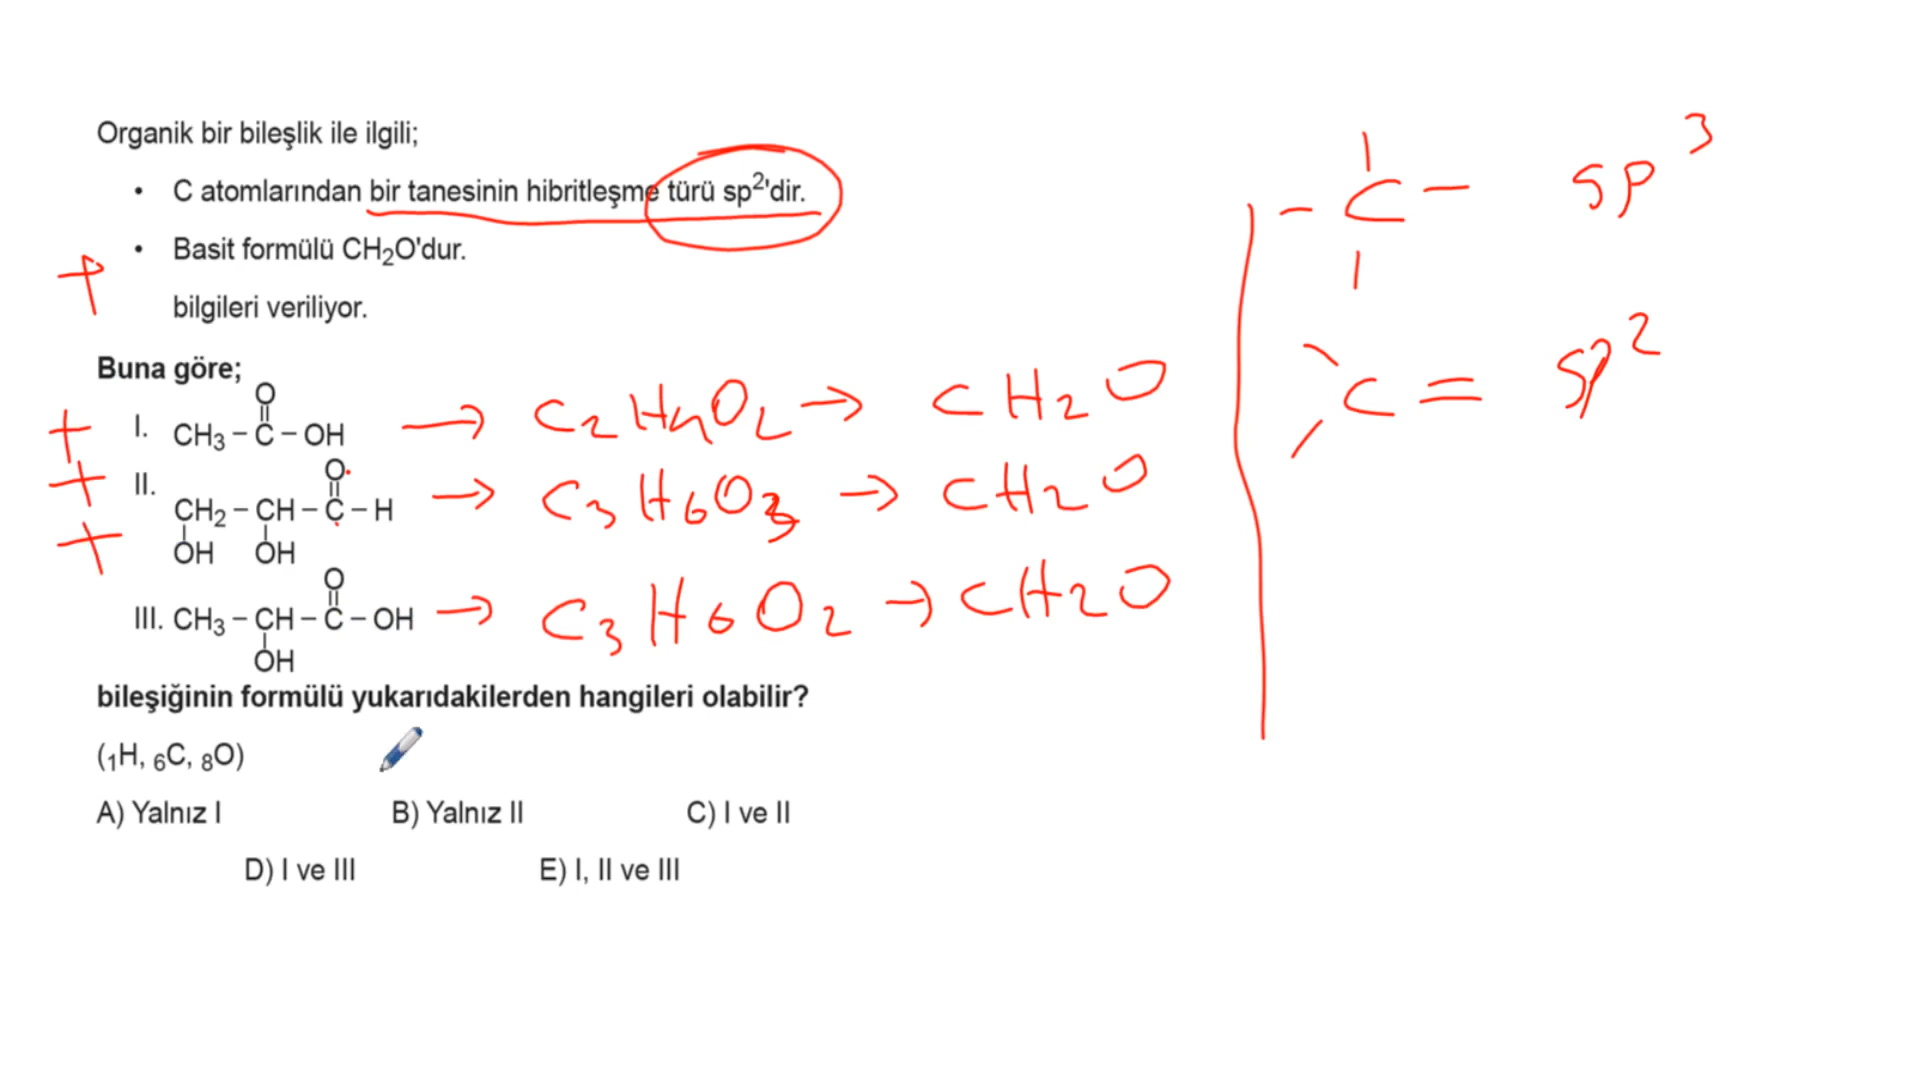 Organik bir bileşlik ile ilgili;
• C atomlarından bir tanesinin hibritleşme türü sp²'dir.
• Basit formülü CH₂O'dur.
bilgileri veriliyor.
Buna göre;
O
I. CH₃ – C – OH → C₂H₄O₂ → CH₂O
O
II. CH₂ – CH – C – H → C₃H₆O₃ → CH₂O
OH OH
O
III. CH₃ – CH – C – OH → C₃H₆O₂ → CH₂O
OH
bileşiğinin formülü yukarıdakilerden hangileri olabilir?
(₁H, ₆C, ₈O)
A) Yalnız I B) Yalnız II C) I ve II
D) I ve III E) I, II ve III
– C – sp³
C = sp²